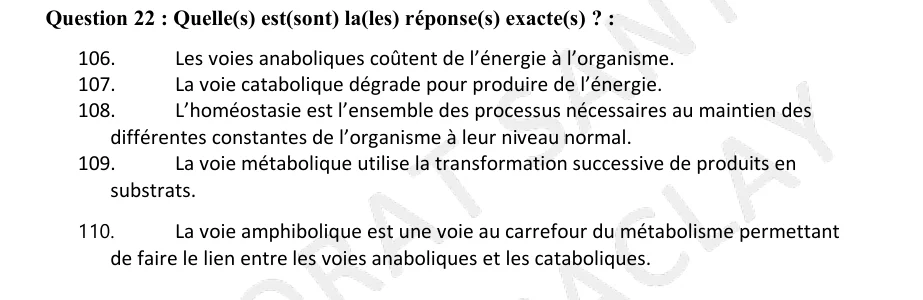 Question 22 : Quelle(s) est(sont) la(les) réponse(s) exacte(s) ? :
106. Les voies anaboliques coûtent de l'énergie à l'organisme.
107. La voie catabolique dégrade pour produire de l'énergie.
108. L'homéostasie est l'ensemble des processus nécessaires au maintien des
différentes constantes de l'organisme à leur niveau normal.
109. La voie métabolique utilise la transformation successive de produits en
substrats.
110. La voie amphibolique est une voie au carrefour du métabolisme permettant
de faire le lien entre les voies anaboliques et les cataboliques.